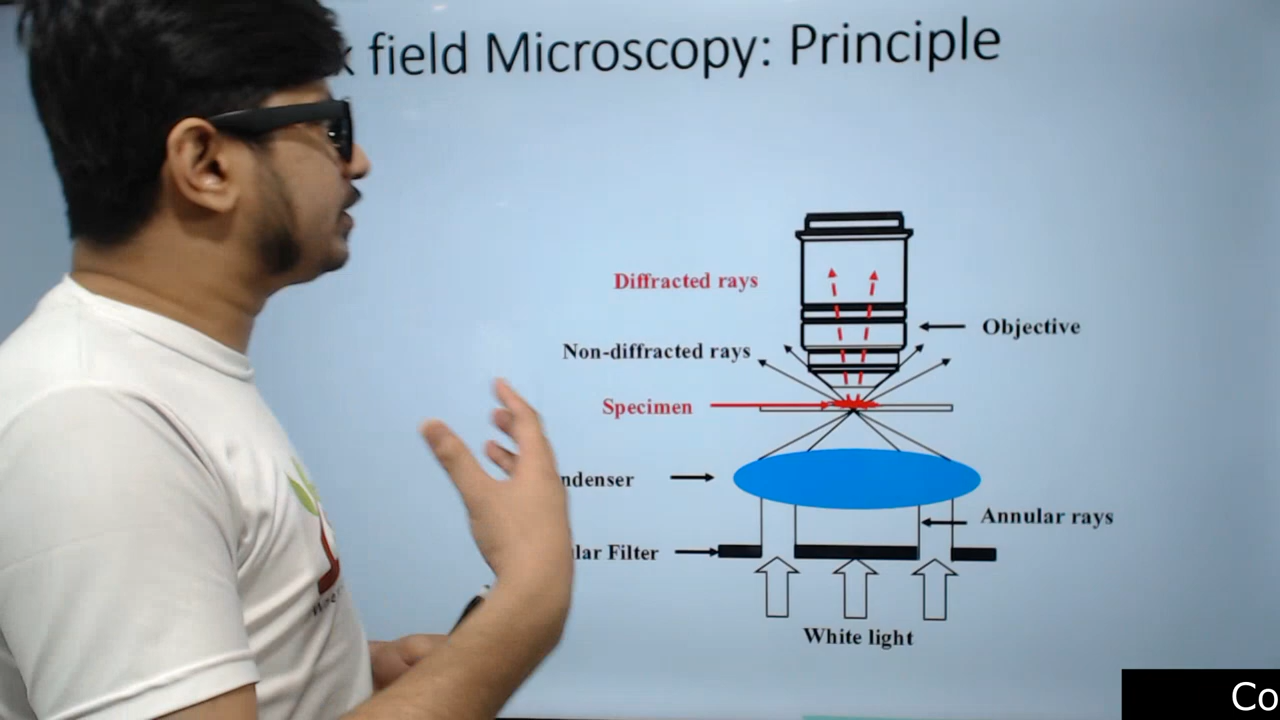 field Microscopy: Principle
Diffracted rays
Objective
Non-diffracted rays
Specimen
ndenser
Annular rays
lar Filter
White light
Co